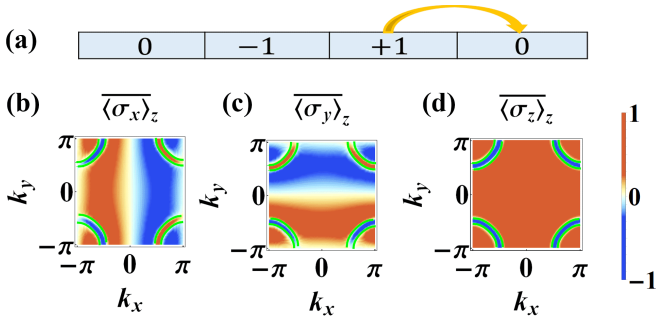 (a) 0 −1 +1 0
(b) ⟨σx⟩z (c) ⟨σy⟩z (d) ⟨σz⟩z
π π π 1
ky 0 ky 0 ky 0 0
−π −π −π −1
−π 0 π −π 0 π −π 0 π
kx kx kx